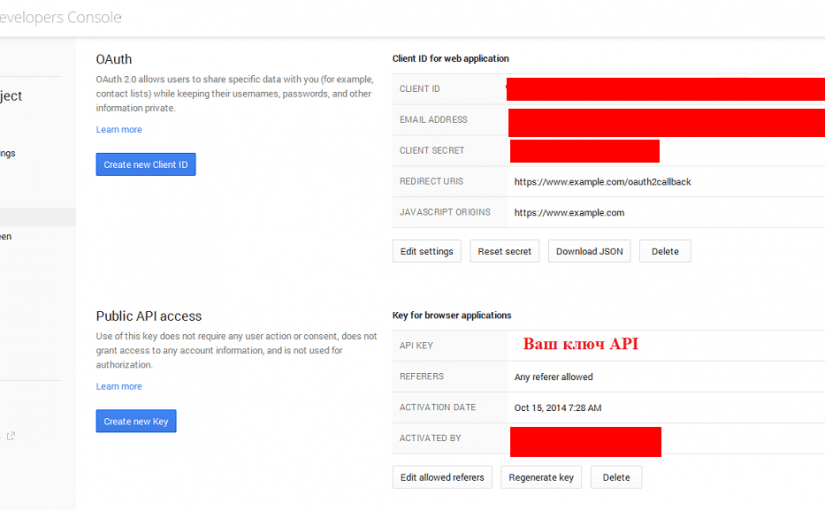 evelopers Console
ject
ngs
een
OAuth
OAuth 2.0 allows users to share specific data with you (for example,
contact lists) while keeping their usernames, passwords, and other
information private.
Learn more
Create new Client ID
Client ID for web application
CLIENT ID
EMAIL ADDRESS
CLIENT SECRET
REDIRECT URIS https://www.example.com/oauth2callback
JAVASCRIPT ORIGINS https://www.example.com
Edit settings Reset secret Download JSON Delete
Public API access
Use of this key does not require any user action or consent, does not
grant access to any account information, and is not used for
authorization.
Learn more
Create new Key
Key for browser applications
API KEY Ваш ключ API
REFERERS Any referer allowed
ACTIVATION DATE Oct 15, 2014 7:28 AM
ACTIVATED BY
Edit allowed referers Regenerate key Delete